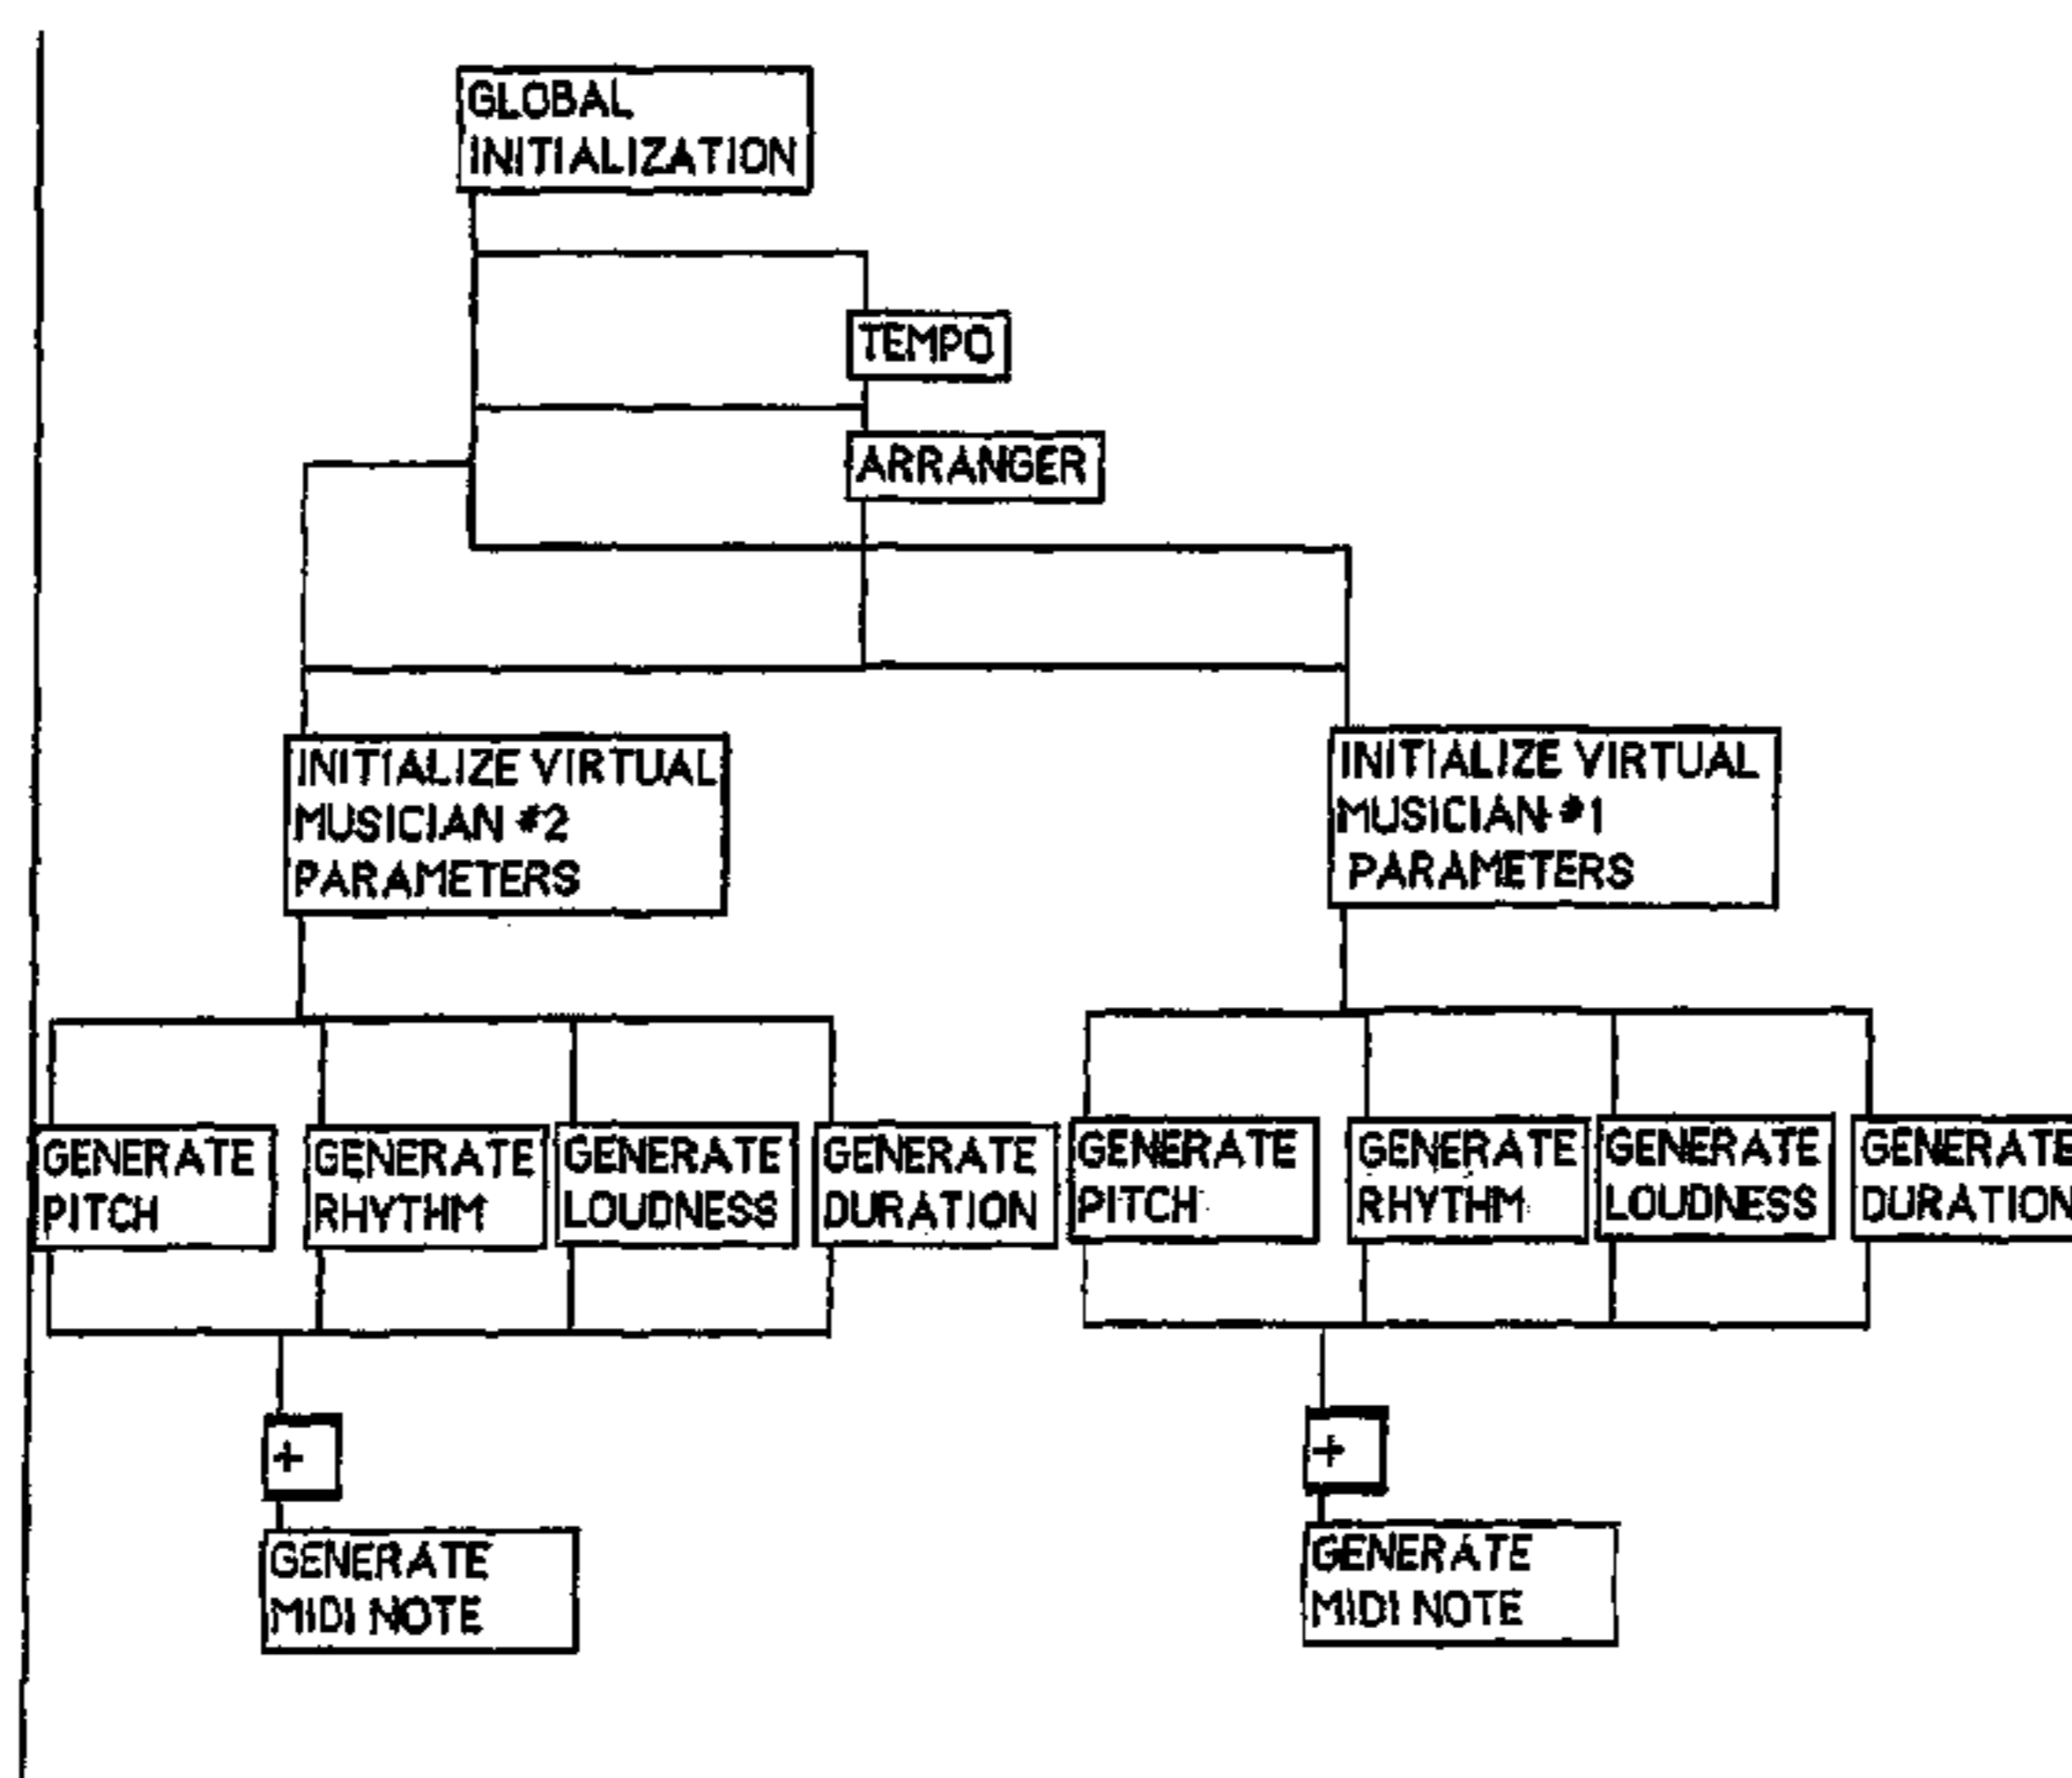 GLOBAL
INITIALIZATION
TEMPO
ARRANGER
INITIALIZE VIRTUAL
MUSICIAN #2
PARAMETERS
INITIALIZE VIRTUAL
MUSICIAN #1
PARAMETERS
GENERATE
PITCH
GENERATE
RHYTHM
GENERATE
LOUDNESS
GENERATE
DURATION
GENERATE
PITCH
GENERATE
RHYTHM
GENERATE
LOUDNESS
GENERATE
DURATION
+
GENERATE
MIDI NOTE
+
GENERATE
MIDI NOTE